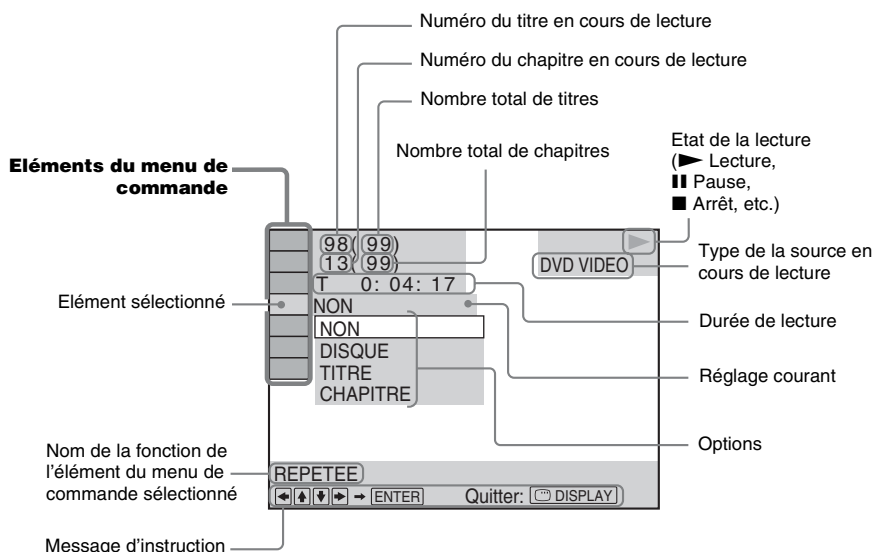 Numéro du titre en cours de lecture
Numéro du chapitre en cours de lecture
Nombre total de titres
Nombre total de chapitres
Etat de la lecture
(► Lecture,
❚❚ Pause,
■ Arrêt, etc.)
Eléments du menu de
commande
98(99)
13(99)
DVD VIDEO
Type de la source en
cours de lecture
T 0: 04: 17
Elément sélectionné
NON
Durée de lecture
NON
DISQUE
TITRE
CHAPITRE
Réglage courant
Options
Nom de la fonction de
l'élément du menu de
commande sélectionné
REPETEE
← ↑ ↓ → → ENTER Quitter: DISPLAY
Message d'instruction